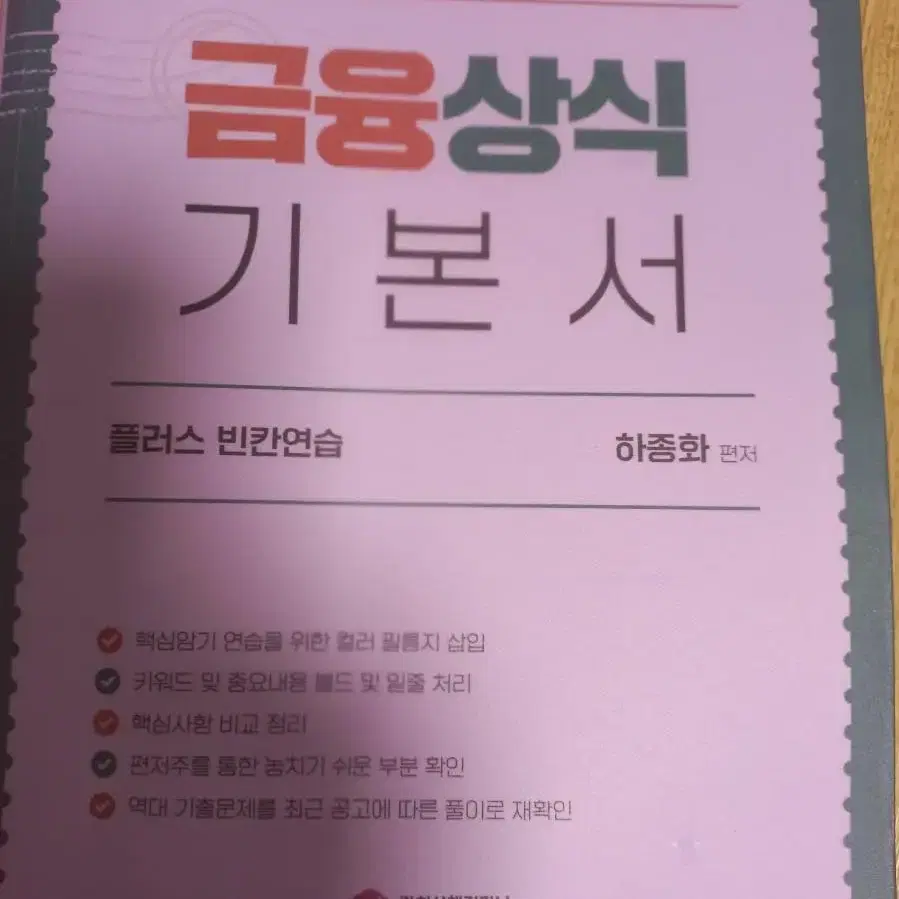 금융상식
기본서
플러스 빈칸연습
하종화 편저
핵심암기 연습을 위한 컬러 필름지 삽입
키워드 및 중요내용 볼드 및 밑줄 처리
핵심사항 비교 정리
편저주를 통한 놓치기 쉬운 부분 확인
역대 기출문제를 최근 공고에 따른 풀이로 재확인